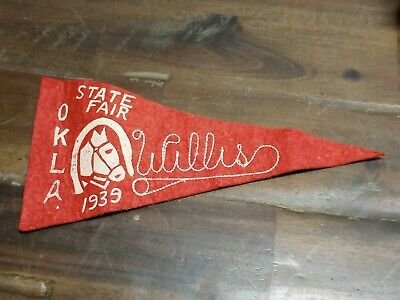 OKLA.
STATE
FAIR
1939
Willis